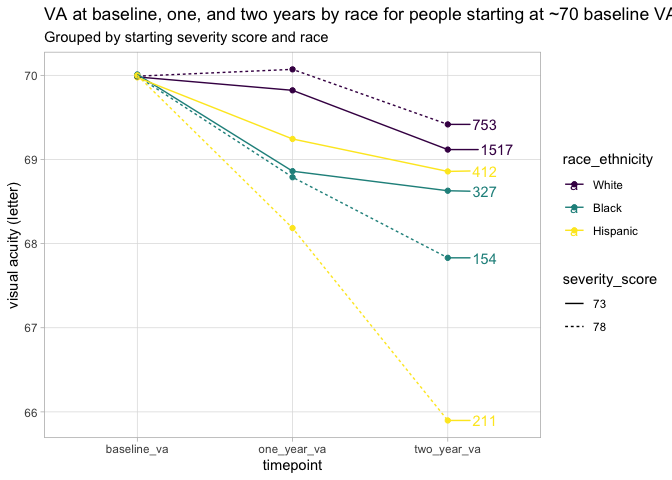 VA at baseline, one, and two years by race for people starting at ~70 baseline VA
Grouped by starting severity score and race
70
69
68
67
66
visual acuity (letter)
753
1517
412
327
154
211
baseline_va
one_year_va
two_year_va
timepoint
race_ethnicity
a White
a Black
a Hispanic
severity_score
73
78